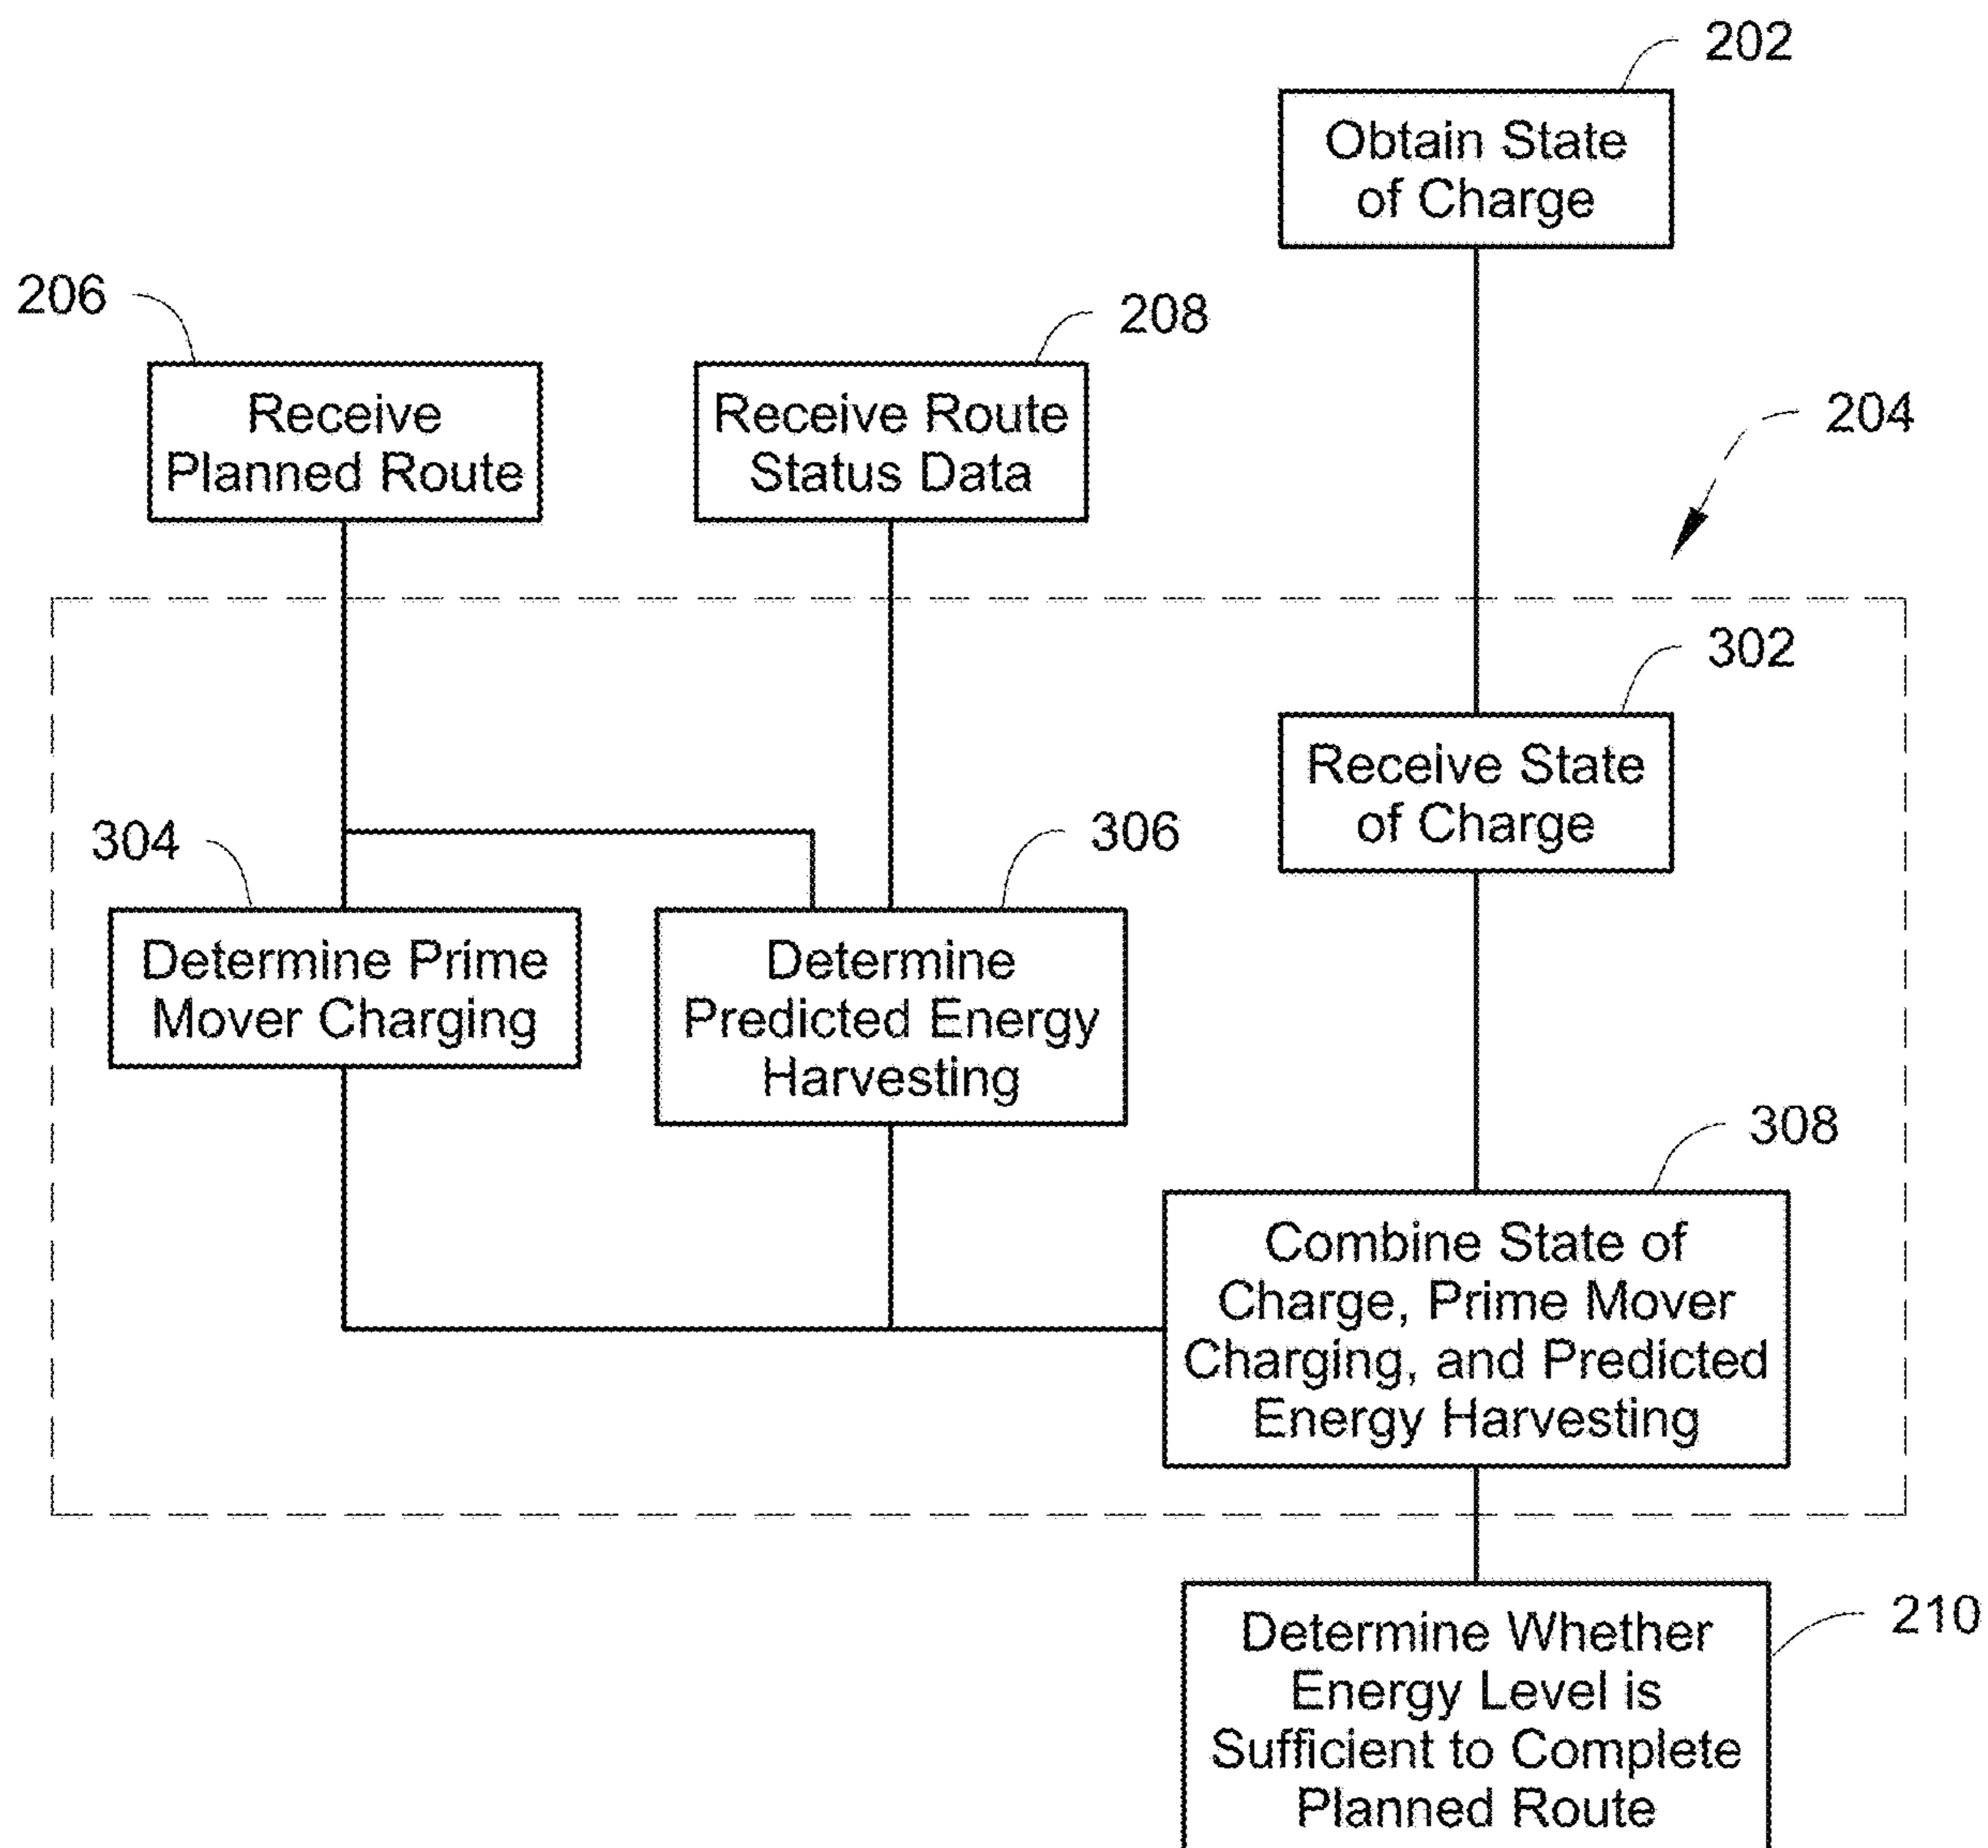 202
Obtain State
of Charge
206
208
Receive
Planned Route
Receive Route
Status Data
204
302
Receive State
of Charge
304
306
Determine Prime
Mover Charging
Determine
Predicted Energy
Harvesting
308
Combine State of
Charge, Prime Mover
Charging, and Predicted
Energy Harvesting
210
Determine Whether
Energy Level is
Sufficient to Complete
Planned Route